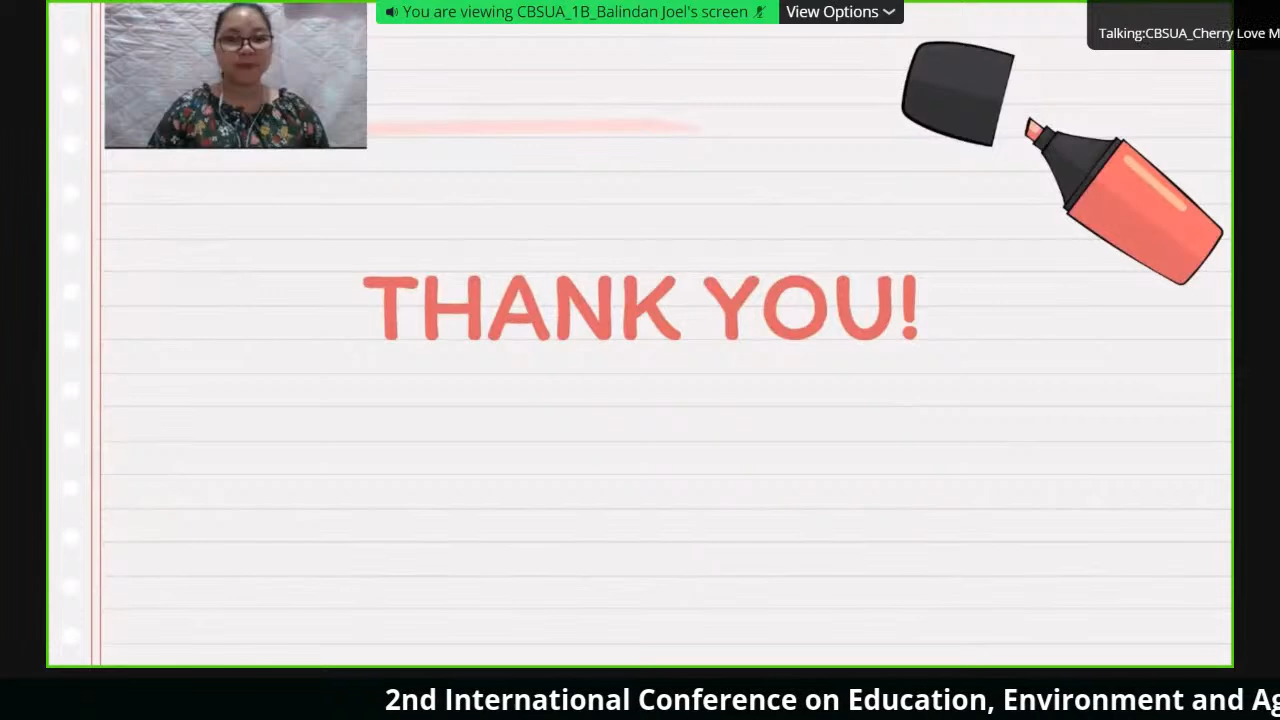 You are viewing CBSUA_1B_Balindan Joel's screen
View Options
Talking:CBSUA_Cherry Love M
THANK YOU!
2nd International Conference on Education, Environment and Ag